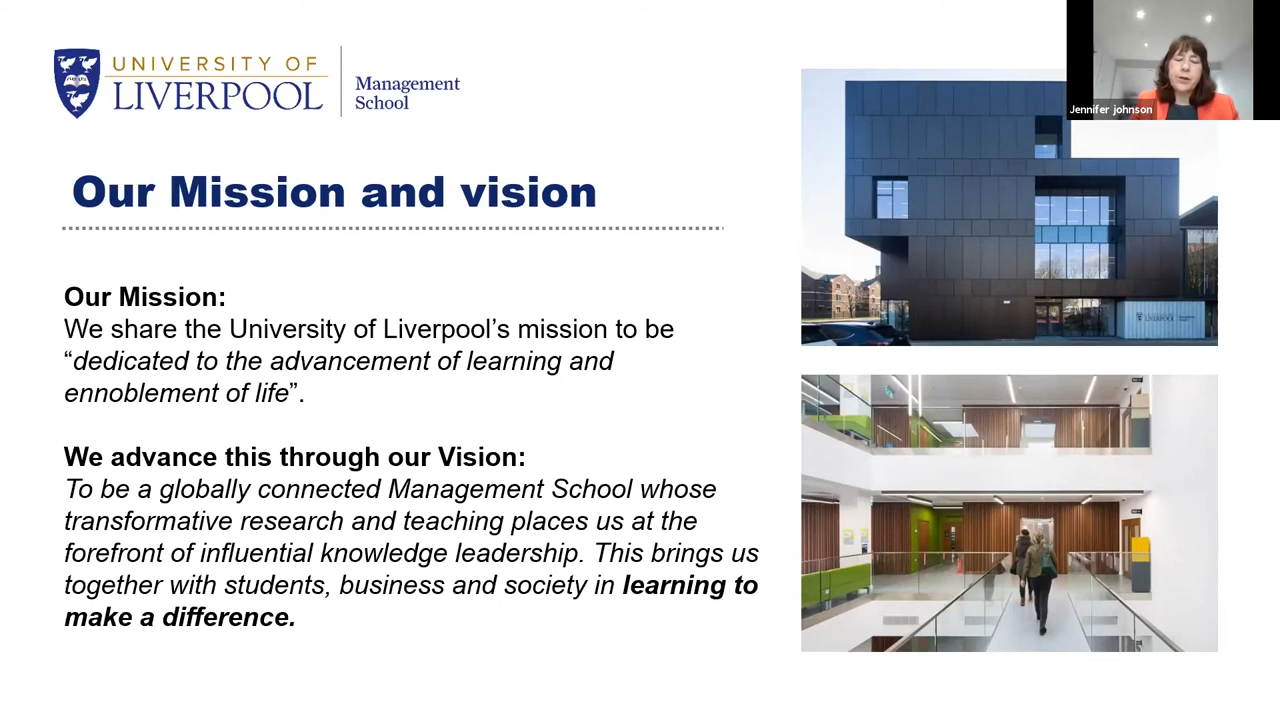 UNIVERSITY OF
LIVERPOOL
Management
School
Jennifer johnson
Our Mission and vision
Our Mission:
We share the University of Liverpool’s mission to be
“dedicated to the advancement of learning and
ennoblement of life”.
We advance this through our Vision:
To be a globally connected Management School whose
transformative research and teaching places us at the
forefront of influential knowledge leadership. This brings us
together with students, business and society in learning to
make a difference.
LIVERPOOL